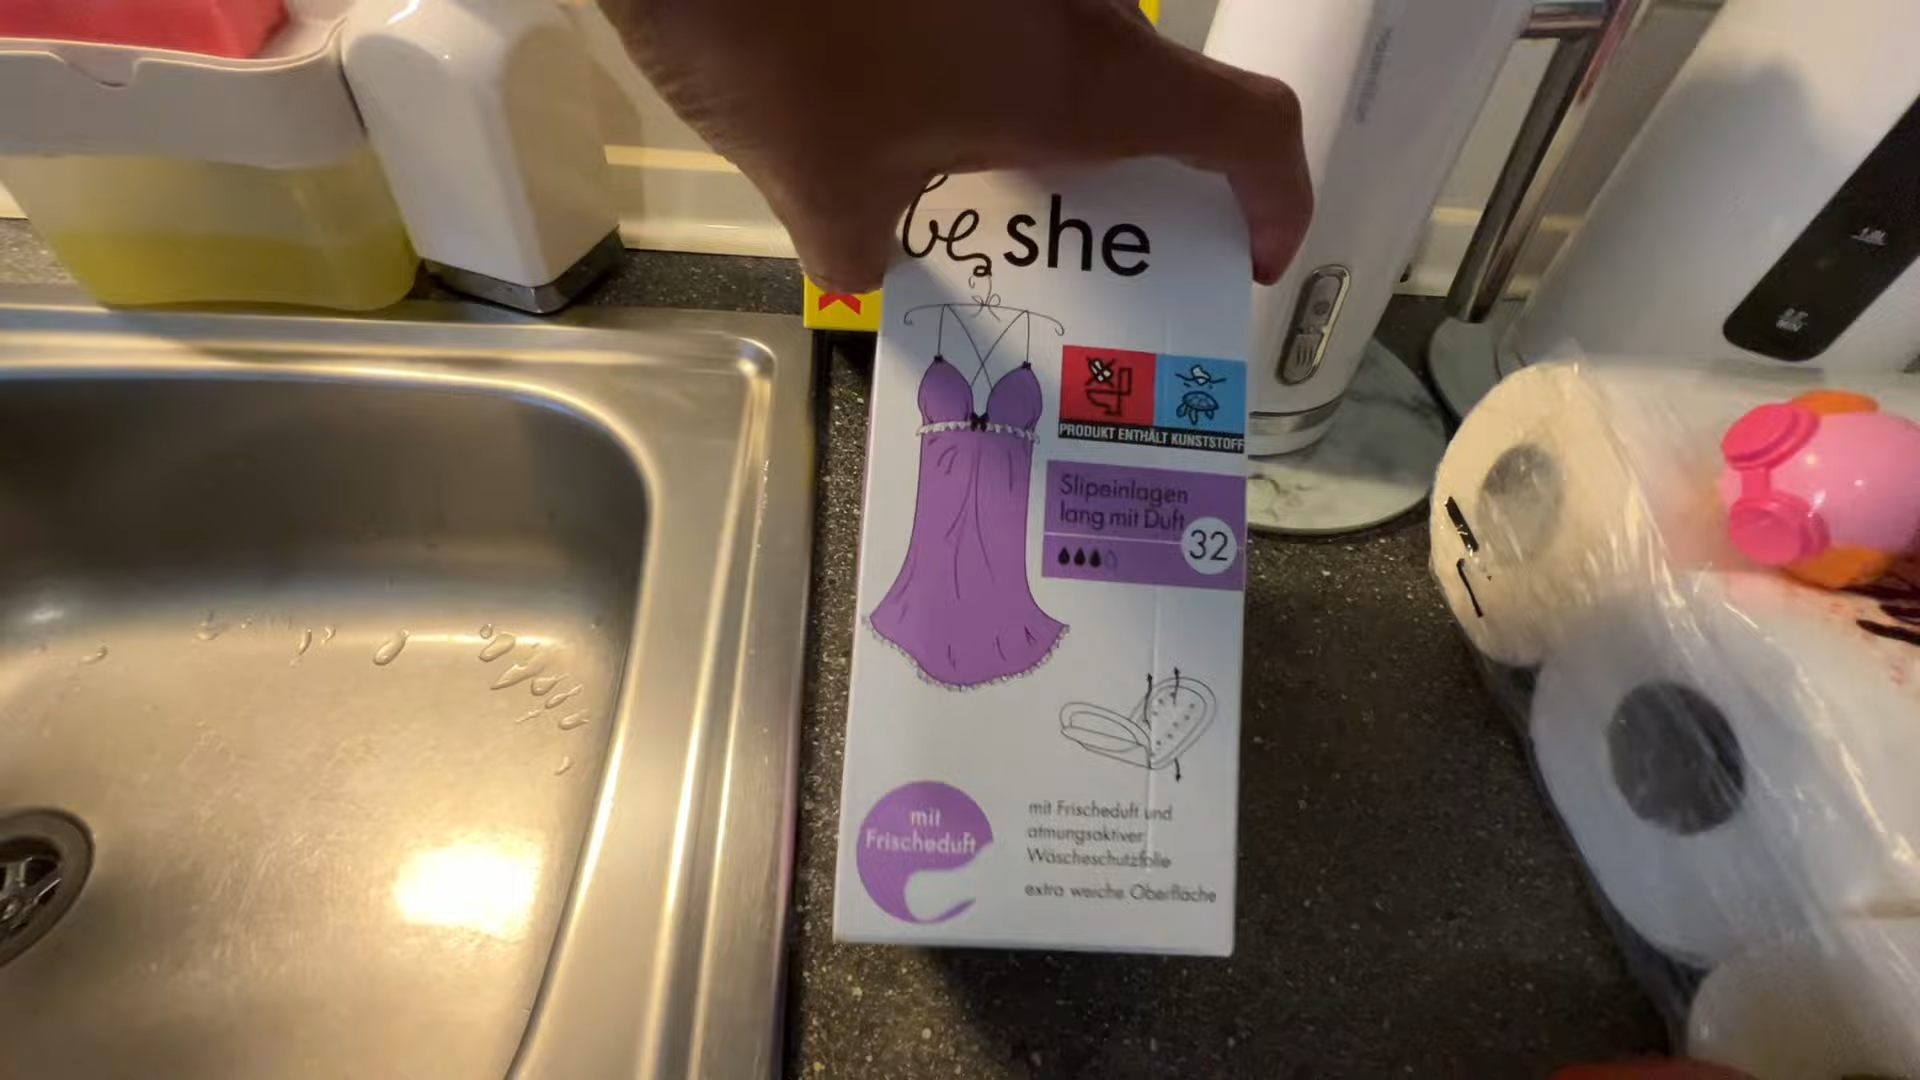 be she
PRODUKT ENTHÄLT KUNSTSTOFF
Slipeinlagen
lang mit Duft
32
mit
Frischeduft
mit Frischeduft und
atmungsaktiver
Wäscheschutzfolie
extra weiche Oberfläche